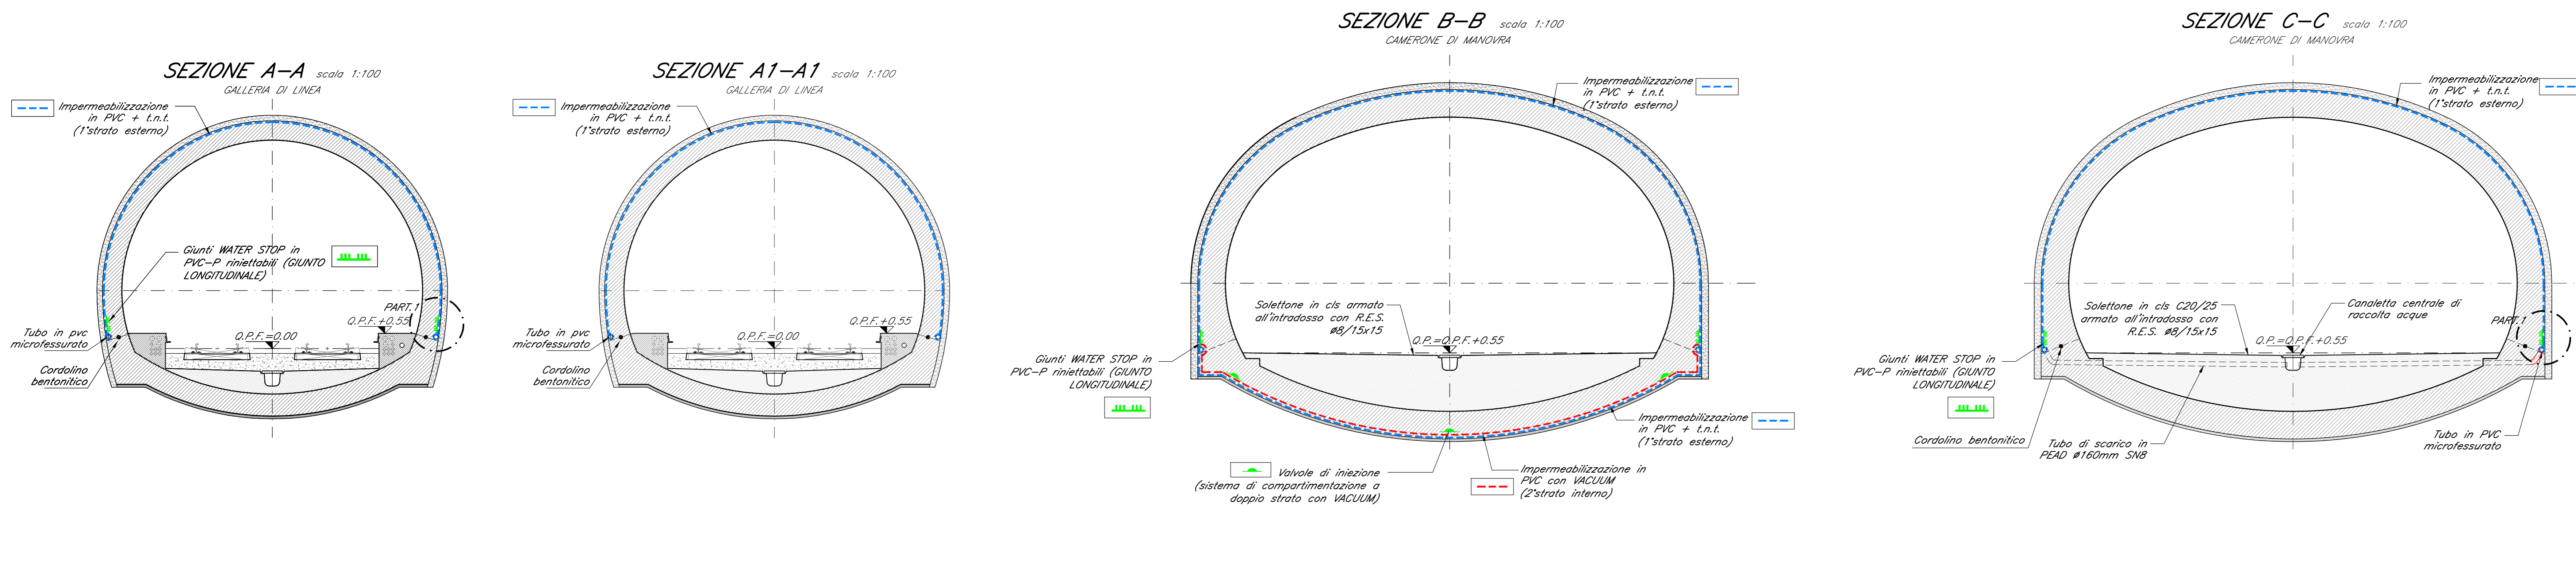 SEZIONE A-A scala 1:100
GALLERIA DI LINEA
Impermeabilizzazione
in PVC + t.n.t.
(1°strato esterno)
Giunti WATER STOP in
PVC-P riniettabili (GIUNTO
LONGITUDINALE)
PART.1
Q.P.F.+0.55
Q.P.F.=0.00
Tubo in pvc
microfessurato
Cordolino
bentonitico
SEZIONE A1-A1 scala 1:100
GALLERIA DI LINEA
Impermeabilizzazione
in PVC + t.n.t.
(1°strato esterno)
Q.P.F.+0.55
Q.P.F.=0.00
Tubo in pvc
microfessurato
Cordolino
bentonitico
SEZIONE B-B scala 1:100
CAMERONE DI MANOVRA
Impermeabilizzazione
in PVC + t.n.t.
(1°strato esterno)
Solettone in cls armato
all'intradosso con R.E.S.
ø8/15x15
Q.P.=Q.P.F.+0.55
Giunti WATER STOP in
PVC-P riniettabili (GIUNTO
LONGITUDINALE)
Impermeabilizzazione
in PVC + t.n.t.
(1°strato esterno)
Valvole di iniezione
(sistema di compartimentazione a
doppio strato con VACUUM)
Impermeabilizzazione in
PVC con VACUUM
(2°strato interno)
SEZIONE C-C scala 1:100
CAMERONE DI MANOVRA
Impermeabilizzazione
in PVC + t.n.t.
(1°strato esterno)
Solettone in cls C20/25
armato all'intradosso con
R.E.S. ø8/15x15
Canaletta centrale di
raccolta acque
PART.1
Q.P.=Q.P.F.+0.55
Giunti WATER STOP in
PVC-P riniettabili (GIUNTO
LONGITUDINALE)
Cordolino bentonitico
Tubo di scarico in
PEAD ø160mm SN8
Tubo in PVC
microfessurato